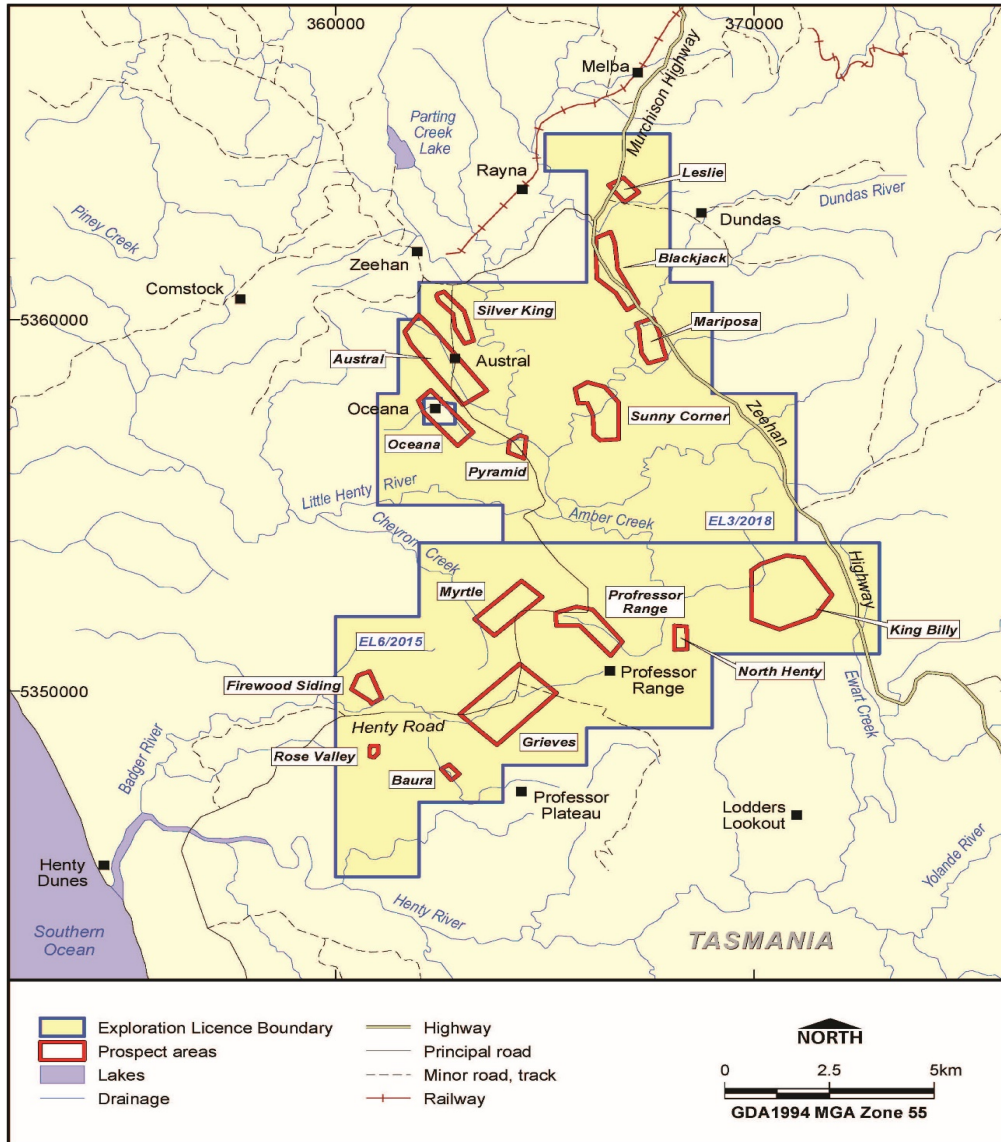 360000
370000
Melba
Murchison Highway
Parting
Creek
Lake
Rayna
Leslie
Dundas River
Dundas
Piney Creek
Zeehan
Blackjack
Comstock
Silver King
5360000
Mariposa
Austral
Austral
Oceana
Zeehan
Sunny Corner
Oceana
Pyramid
Little Henty River
Amber Creek
EL3/2018
Chevron Creek
Highway
Myrtle
Profressor
Range
King Billy
EL6/2015
North Henty
Firewood Siding
Professor
Range
5350000
Ewart Creek
Henty Road
Grieves
Rose Valley
Badger River
Baura
Professor
Plateau
Lodders
Lookout
Henty
Dunes
Yolande River
Henty River
Southern
Ocean
TASMANIA
Exploration Licence Boundary
Prospect areas
Lakes
Drainage
Highway
Principal road
Minor road, track
Railway
NORTH
0 2.5 5km
GDA1994 MGA Zone 55